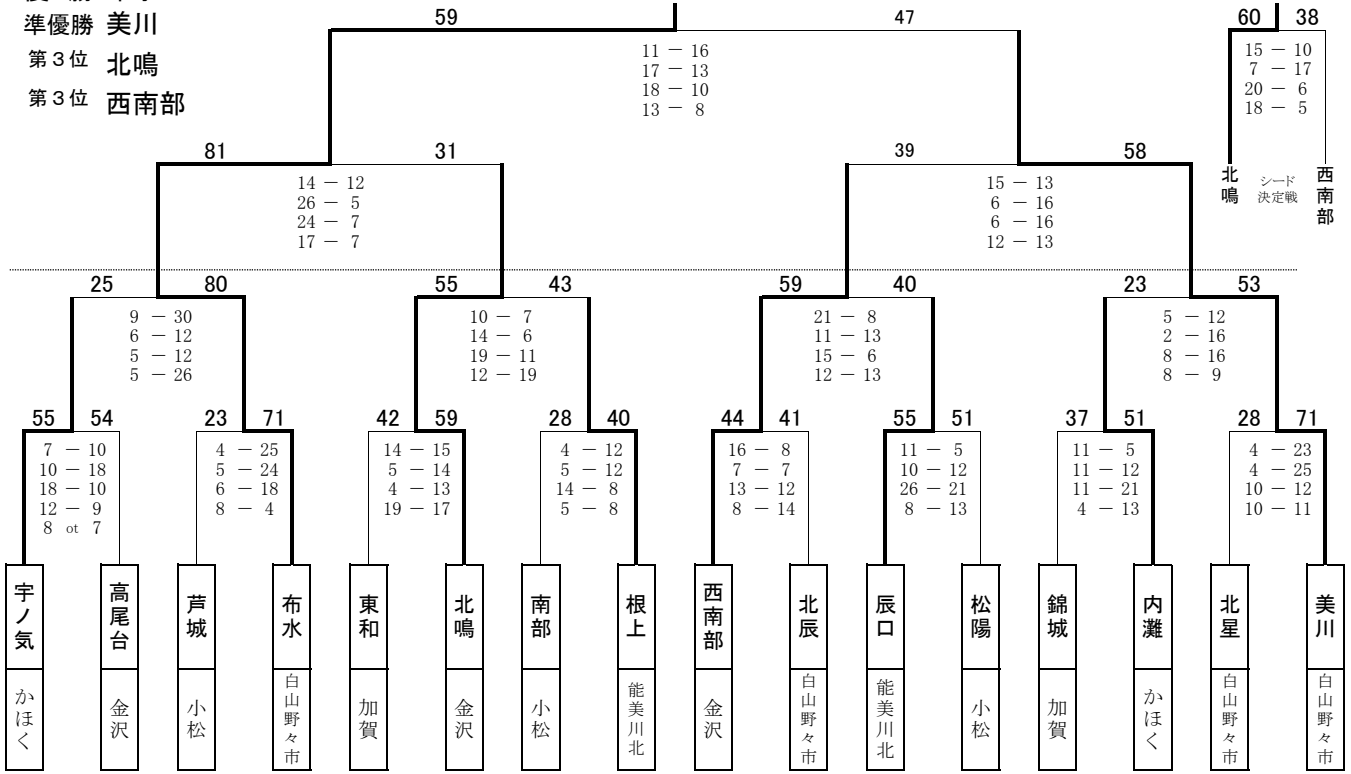 準優勝 美川
第3位 北鳴
第3位 西南部
59 47
11 － 16
17 － 13
18 － 10
13 － 8
60 38
15 － 10
7 － 17
20 － 6
18 － 5
北鳴
シード
決定戦
西南部
81 31
14 － 12
26 － 5
24 － 7
17 － 7
39 58
15 － 13
6 － 16
6 － 16
12 － 13
25 80
9 － 30
6 － 12
5 － 12
5 － 26
55 43
10 － 7
14 － 6
19 － 11
12 － 19
59 40
21 － 8
11 － 13
15 － 6
12 － 13
23 53
5 － 12
2 － 16
8 － 16
8 － 9
55 54
7 － 10
10 － 18
18 － 10
12 － 9
8 ot 7
23 71
4 － 25
5 － 24
6 － 18
8 － 4
42 59
14 － 15
5 － 14
4 － 13
19 － 17
28 40
4 － 12
5 － 12
14 － 8
5 － 8
44 41
16 － 8
7 － 7
13 － 12
8 － 14
55 51
11 － 5
10 － 12
26 － 21
8 － 13
37 51
11 － 5
11 － 12
11 － 21
4 － 13
28 71
4 － 23
4 － 25
10 － 12
10 － 11
宇ノ気
かほく
高尾台
金沢
芦城
小松
布水
白山野々市
東和
加賀
北鳴
金沢
南部
小松
根上
能美川北
西南部
金沢
北辰
白山野々市
辰口
能美川北
松陽
小松
錦城
加賀
内灘
かほく
北星
白山野々市
美川
白山野々市